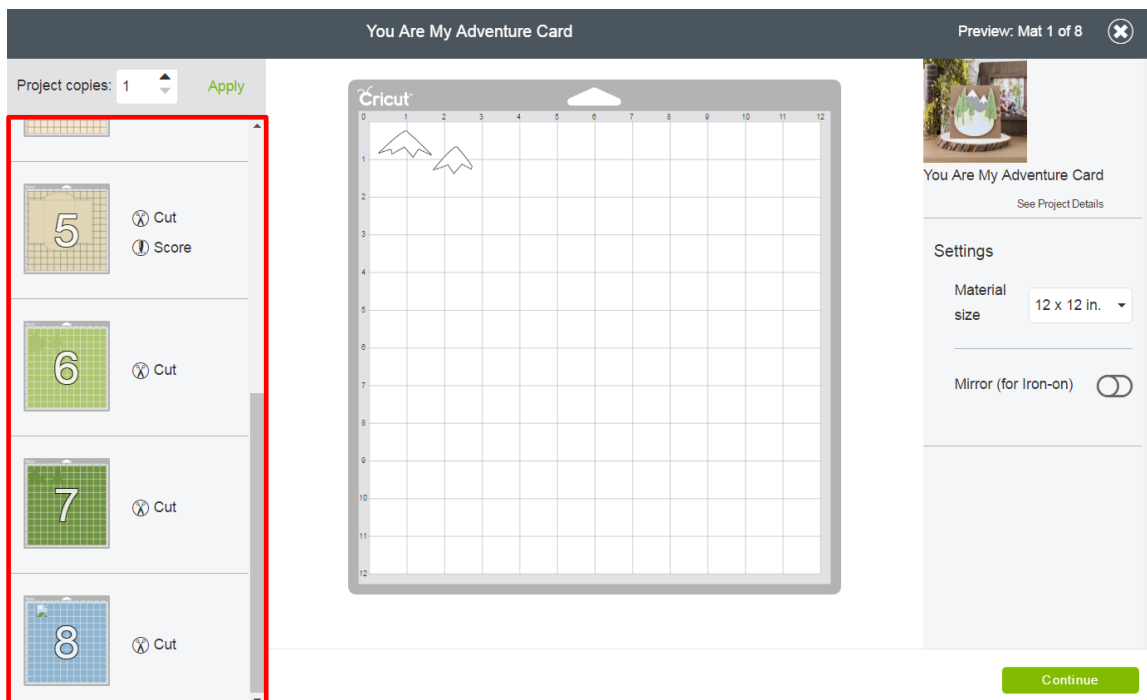 You Are My Adventure Card
Preview: Mat 1 of 8
Project copies: 1 Apply
5
Cut
Score
6
Cut
7
Cut
8
Cut
Cricut
0 1 2 3 4 5 6 7 8 9 10 11 12
1
2
3
4
5
6
7
8
9
10
11
12
You Are My Adventure Card
See Project Details
Settings
Material
size
12 x 12 in.
Mirror (for Iron-on)
Continue